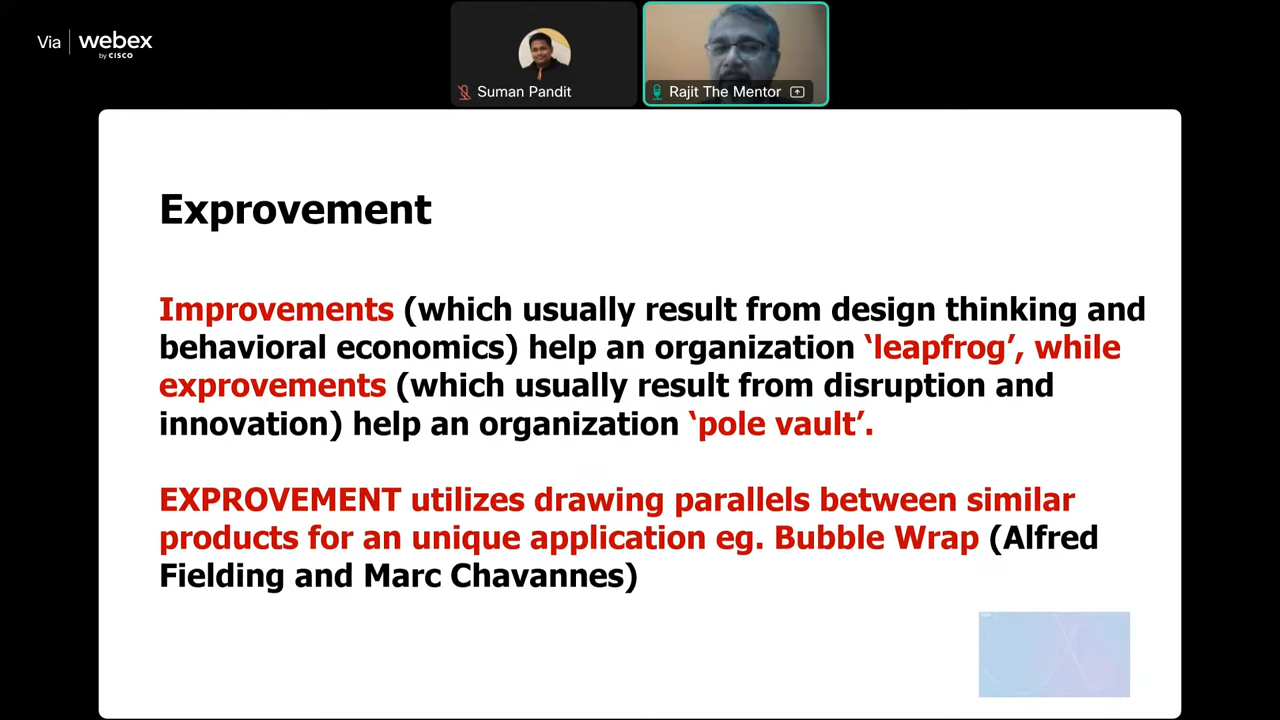 Via webex
by CISCO
Suman Pandit
Rajit The Mentor
Exprovement
Improvements (which usually result from design thinking and
behavioral economics) help an organization ‘leapfrog’, while
exprovements (which usually result from disruption and
innovation) help an organization ‘pole vault’.
EXPROVEMENT utilizes drawing parallels between similar
products for an unique application eg. Bubble Wrap (Alfred
Fielding and Marc Chavannes)